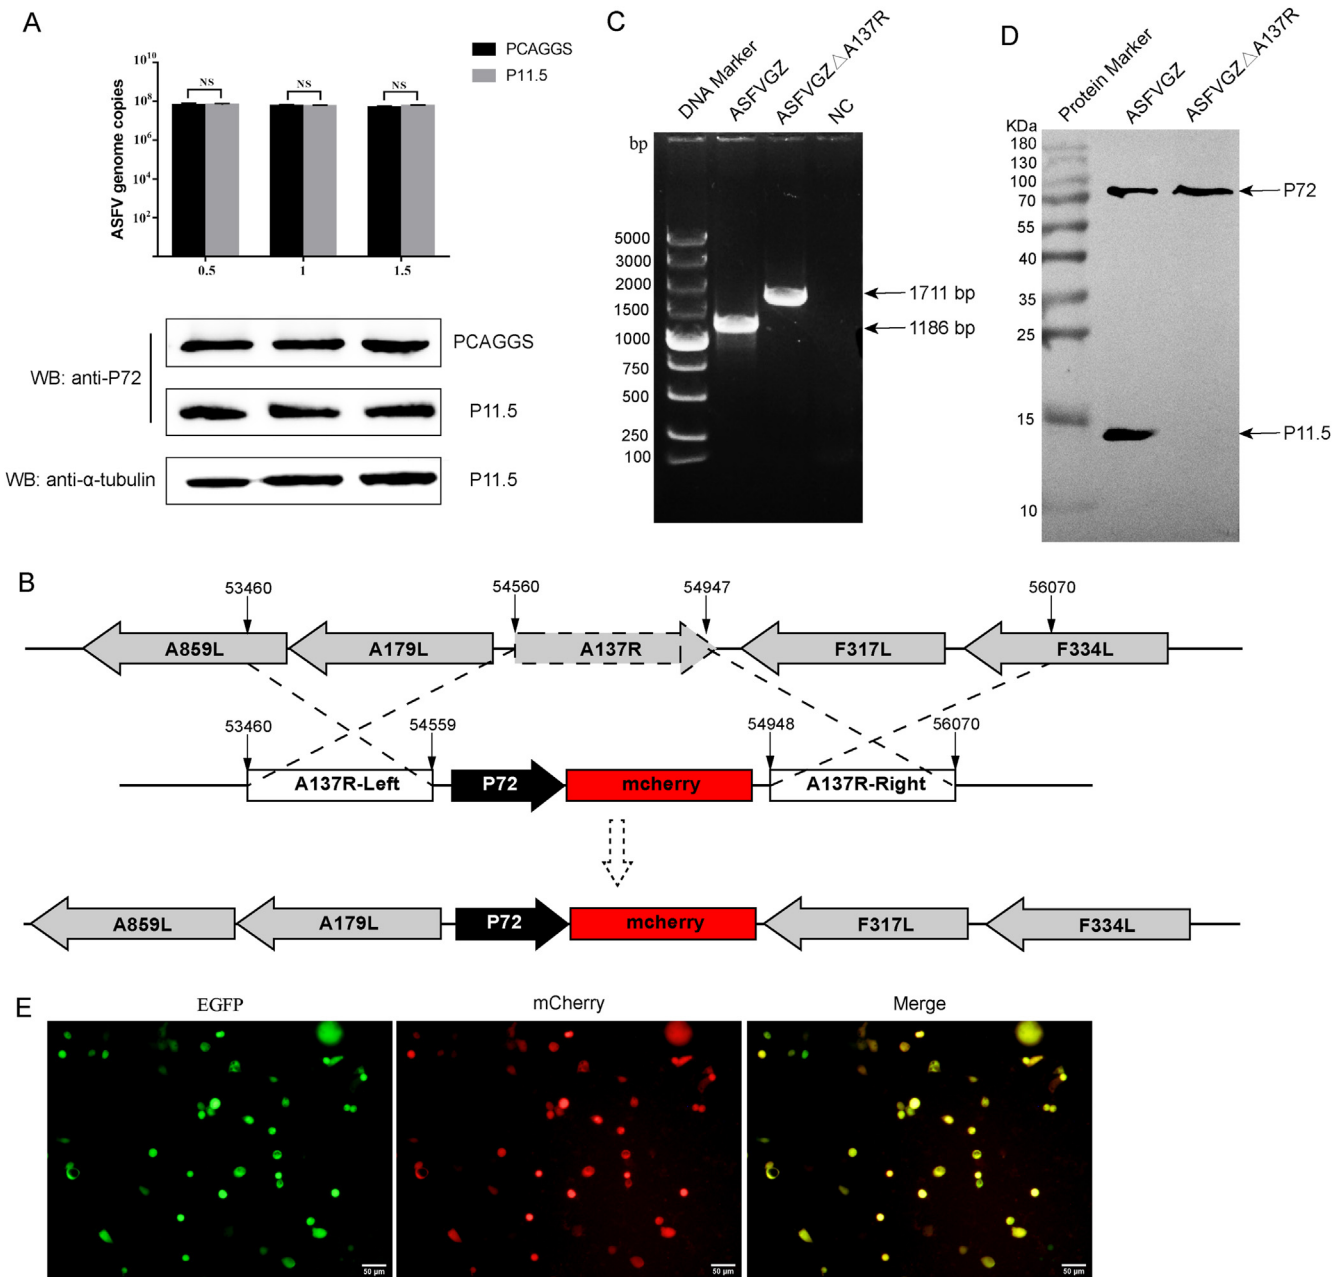 A
PCAGGS
P11.5
ASFV genome copies
10^10
10^8
10^6
10^4
10^2
NS
NS
NS
0.5
1
1.5
WB: anti-P72
PCAGGS
P11.5
WB: anti-α-tubulin
P11.5
C
DNA Marker
ASFVGZ
ASFVGZ△A137R
NC
bp
5000
3000
2000
1500
1000
750
500
250
100
1711 bp
1186 bp
D
Protein Marker
ASFVGZ
ASFVGZ△A137R
KDa
180
130
100
70
55
40
35
25
15
10
P72
P11.5
B
53460 54560 54947 56070
A859L A179L A137R F317L F334L
53460 54559 54948 56070
A137R-Left P72 mcherry A137R-Right
A859L A179L P72 mcherry F317L F334L
E
EGFP mCherry Merge
50 μm 50 μm 50 μm